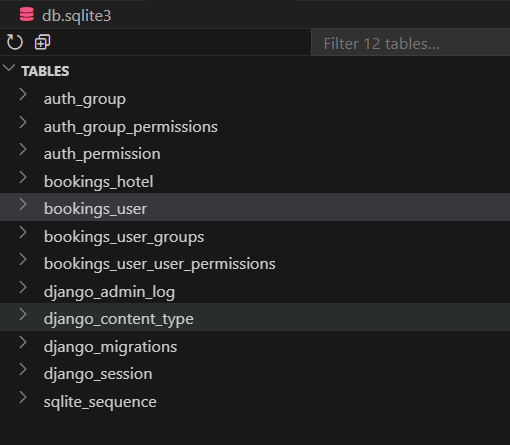 db.sqlite3
Filter 12 tables...
TABLES
auth_group
auth_group_permissions
auth_permission
bookings_hotel
bookings_user
bookings_user_groups
bookings_user_user_permissions
django_admin_log
django_content_type
django_migrations
django_session
sqlite_sequence